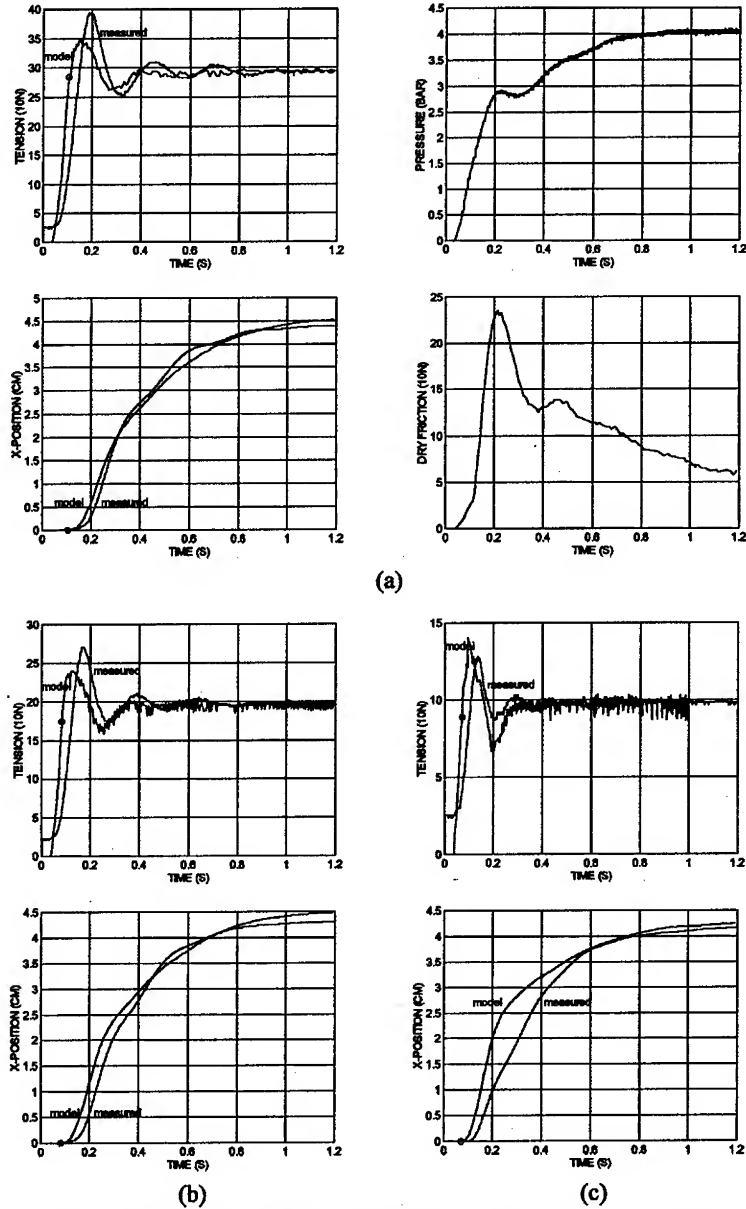 40
35
30
25
20
15
10
5
0
TENSION (10N)
model
measured
0 0.2 0.4 0.6 0.8 1 1.2
TIME (S)
4.5
4
3.5
3
2.5
2
1.5
1
0.5
0
PRESSURE (BAR)
0 0.2 0.4 0.6 0.8 1 1.2
TIME (S)
5
4.5
4
3.5
3
2.5
2
1.5
1
0.5
0
X-POSITION (CM)
model
measured
0 0.2 0.4 0.6 0.8 1 1.2
TIME (S)
25
20
15
10
5
0
DRY FRICTION (10N)
0 0.2 0.4 0.6 0.8 1 1.2
TIME (S)
(a)
30
25
20
15
10
5
0
TENSION (10N)
model
measured
0 0.2 0.4 0.6 0.8 1 1.2
TIME (S)
15
10
5
0
TENSION (10N)
model
measured
0 0.2 0.4 0.6 0.8 1 1.2
TIME (S)
4.5
4
3.5
3
2.5
2
1.5
1
0.5
0
X-POSITION (CM)
model
measured
0 0.2 0.4 0.6 0.8 1 1.2
TIME (S)
(b)
4.5
4
3.5
3
2.5
2
1.5
1
0.5
0
X-POSITION (CM)
model
measured
0 0.2 0.4 0.6 0.8 1 1.2
TIME (S)
(c)